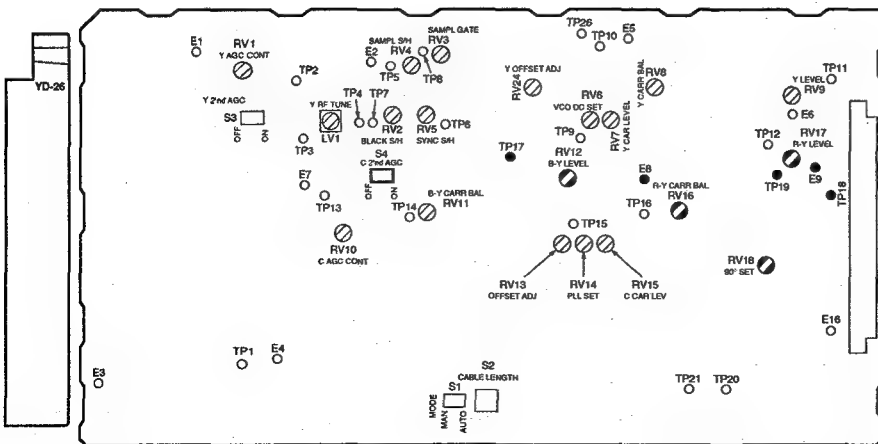 YD-26
E1
RV1
Y AGC CONT
TP2
Y 2nd AGC
S3
OFF
ON
Y RF TUNE
LV1
TP3
TP4
TP7
E2
TP5
SAMPL S/H
RV4
SAMPL GATE
RV3
TP8
RV2
BLACK S/H
RV5
SYNC S/H
TP6
S4
C 2nd AGC
OFF
ON
E7
TP13
RV10
C AGC CONT
TP14
B-Y CARR BAL
RV11
TP26
TP10
E5
Y OFFSET ADJ
RV24
RV6
VCO DC SET
RV7
Y CAR LEVEL
RV8
Y CARR BAL
TP9
TP17
RV12
B-Y LEVEL
E8
TP16
R-Y CARR BAL
RV16
TP15
RV13
OFFSET ADJ
RV14
PLL SET
RV15
C CAR LEV
Y LEVEL
RV9
TP11
E6
TP12
RV17
R-Y LEVEL
TP19
E9
TP18
RV18
90° SET
E16
E3
TP1
E4
S1
MODE
MAN
AUTO
S2
CABLE LENGTH
TP21
TP20